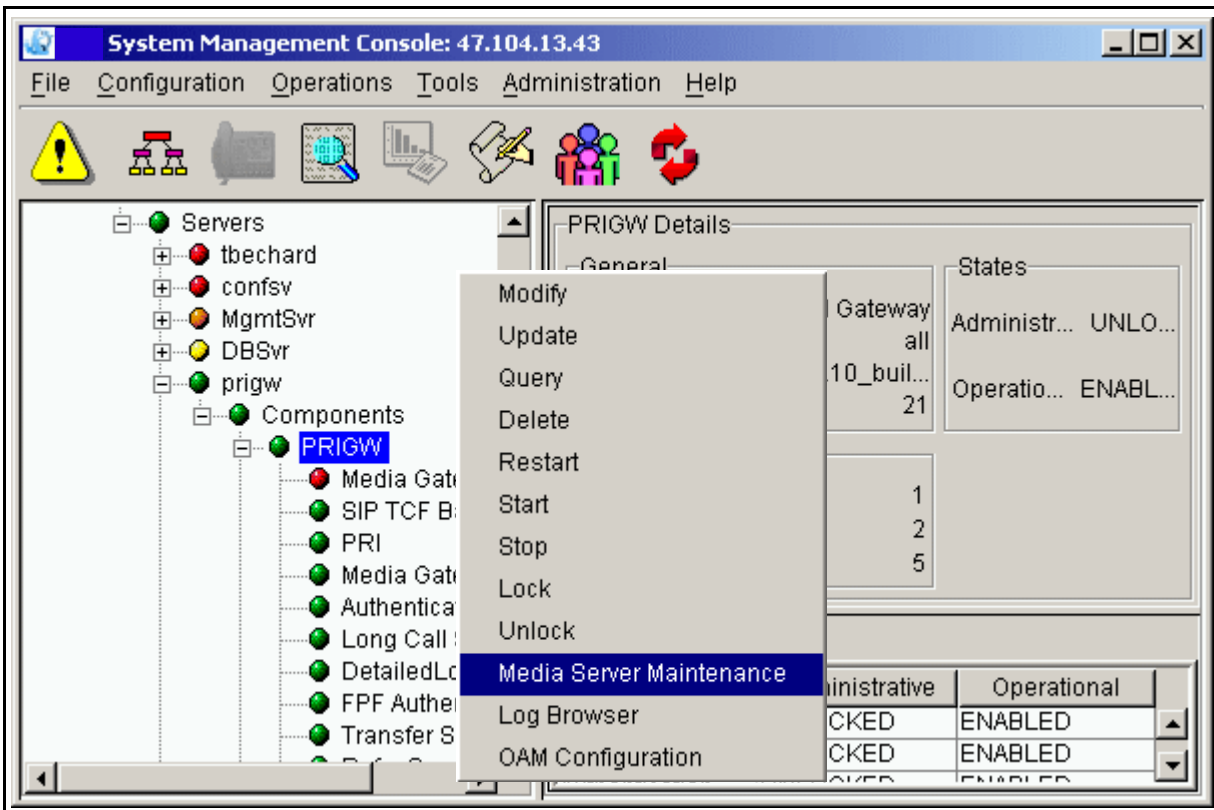 System Management Console: 47.104.13.43
File Configuration Operations Tools Administration Help
Servers
tbechard
confsv
MgmtSvr
DBSvr
prigw
Components
PRIGW
Media Gate
SIP TCF B
PRI
Media Gate
Authentica
Long Call
DetailedLo
FPF Authe
Transfer S
Modify
Update
Query
Delete
Restart
Start
Stop
Lock
Unlock
Media Server Maintenance
Log Browser
OAM Configuration
PRIGW Details
General
Gateway
all
.10_buil...
21
States
Administr... UNLO...
Operatio... ENABL...
1
2
5
inistrative Operational
CKED ENABLED
CKED ENABLED